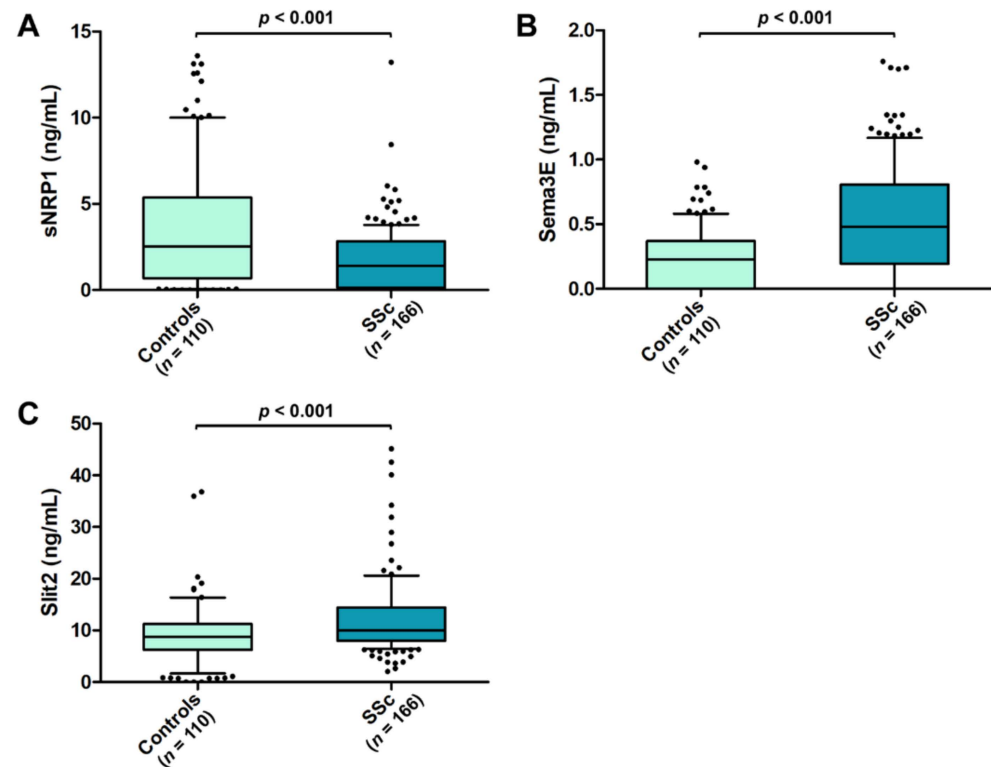 A
p < 0.001
sNRP1 (ng/mL)
15
10
5
0
Controls
(n = 110)
SSc
(n = 166)
B
p < 0.001
Sema3E (ng/mL)
2.0
1.5
1.0
0.5
0.0
Controls
(n = 110)
SSc
(n = 166)
C
p < 0.001
Slit2 (ng/mL)
50
40
30
20
10
0
Controls
(n = 110)
SSc
(n = 166)